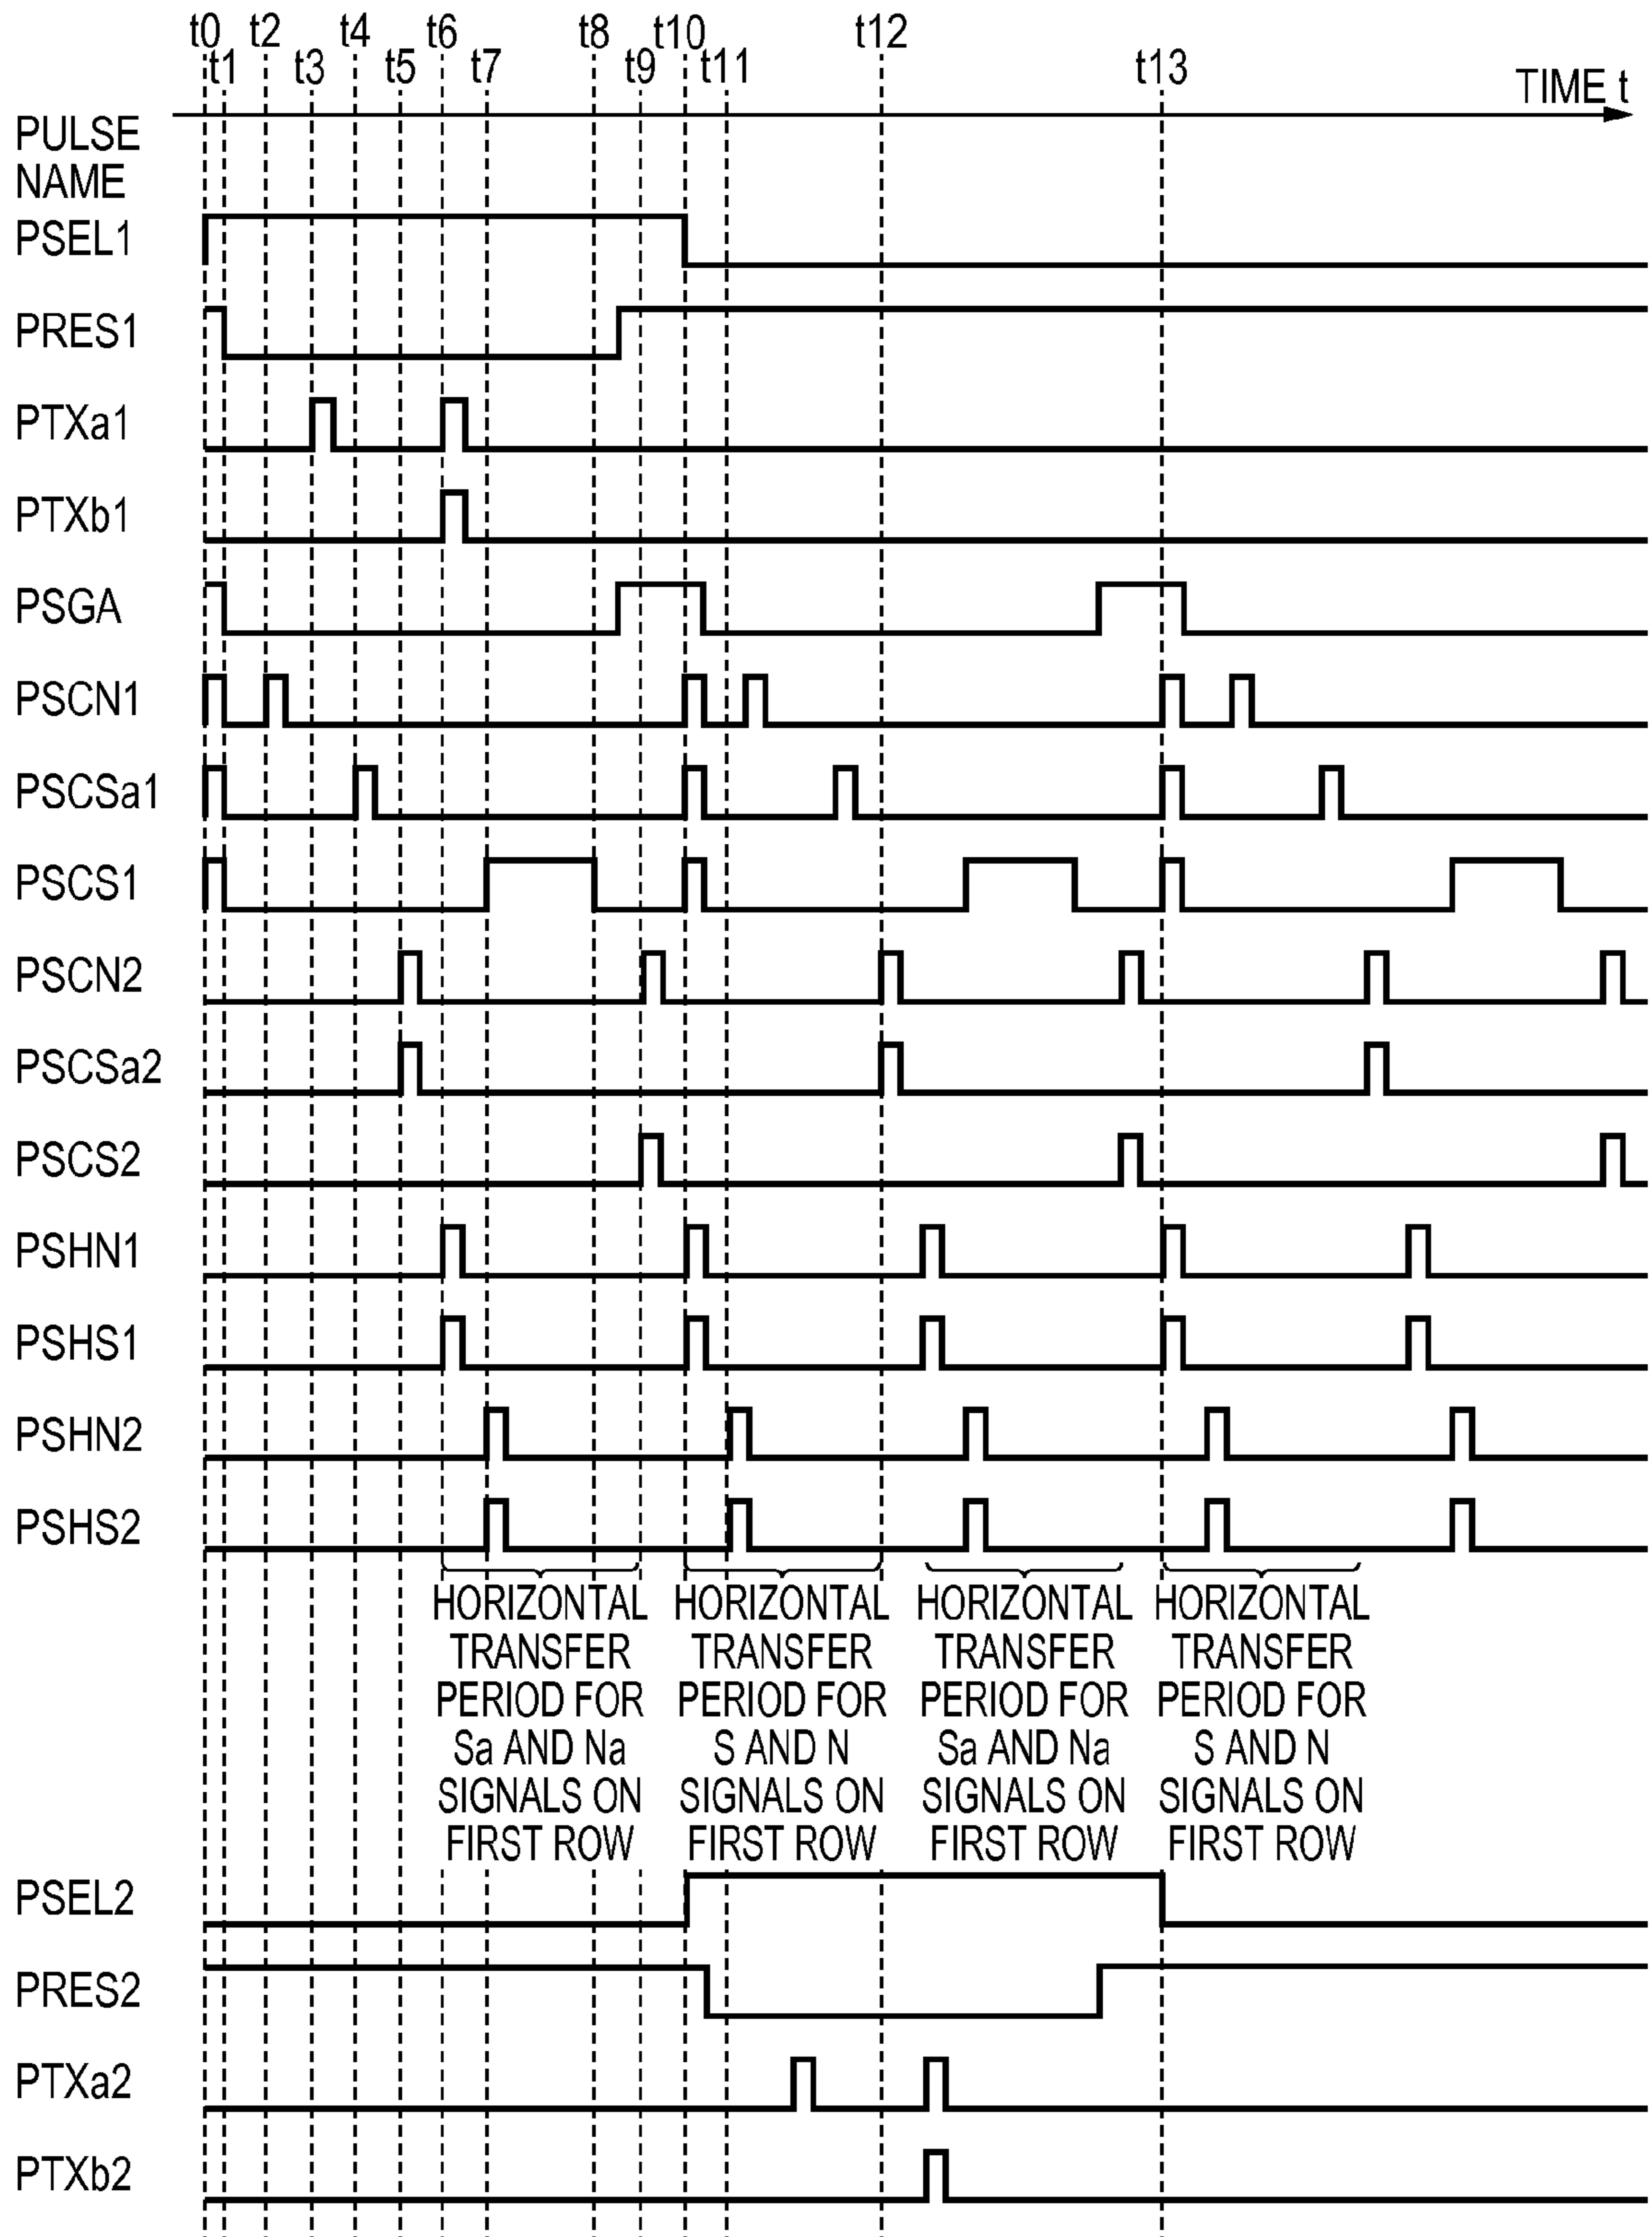 t0 t2 t4 t6 t8 t10 t12
t1 t3 t5 t7 t9 t11 t13
TIME t
PULSE
NAME
PSEL1
PRES1
PTXa1
PTXb1
PSGA
PSCN1
PSCSa1
PSCS1
PSCN2
PSCSa2
PSCS2
PSHN1
PSHS1
PSHN2
PSHS2
HORIZONTAL
TRANSFER
PERIOD FOR
Sa AND Na
SIGNALS ON
FIRST ROW
HORIZONTAL
TRANSFER
PERIOD FOR
S AND N
SIGNALS ON
FIRST ROW
HORIZONTAL
TRANSFER
PERIOD FOR
Sa AND Na
SIGNALS ON
FIRST ROW
HORIZONTAL
TRANSFER
PERIOD FOR
S AND N
SIGNALS ON
FIRST ROW
PSEL2
PRES2
PTXa2
PTXb2